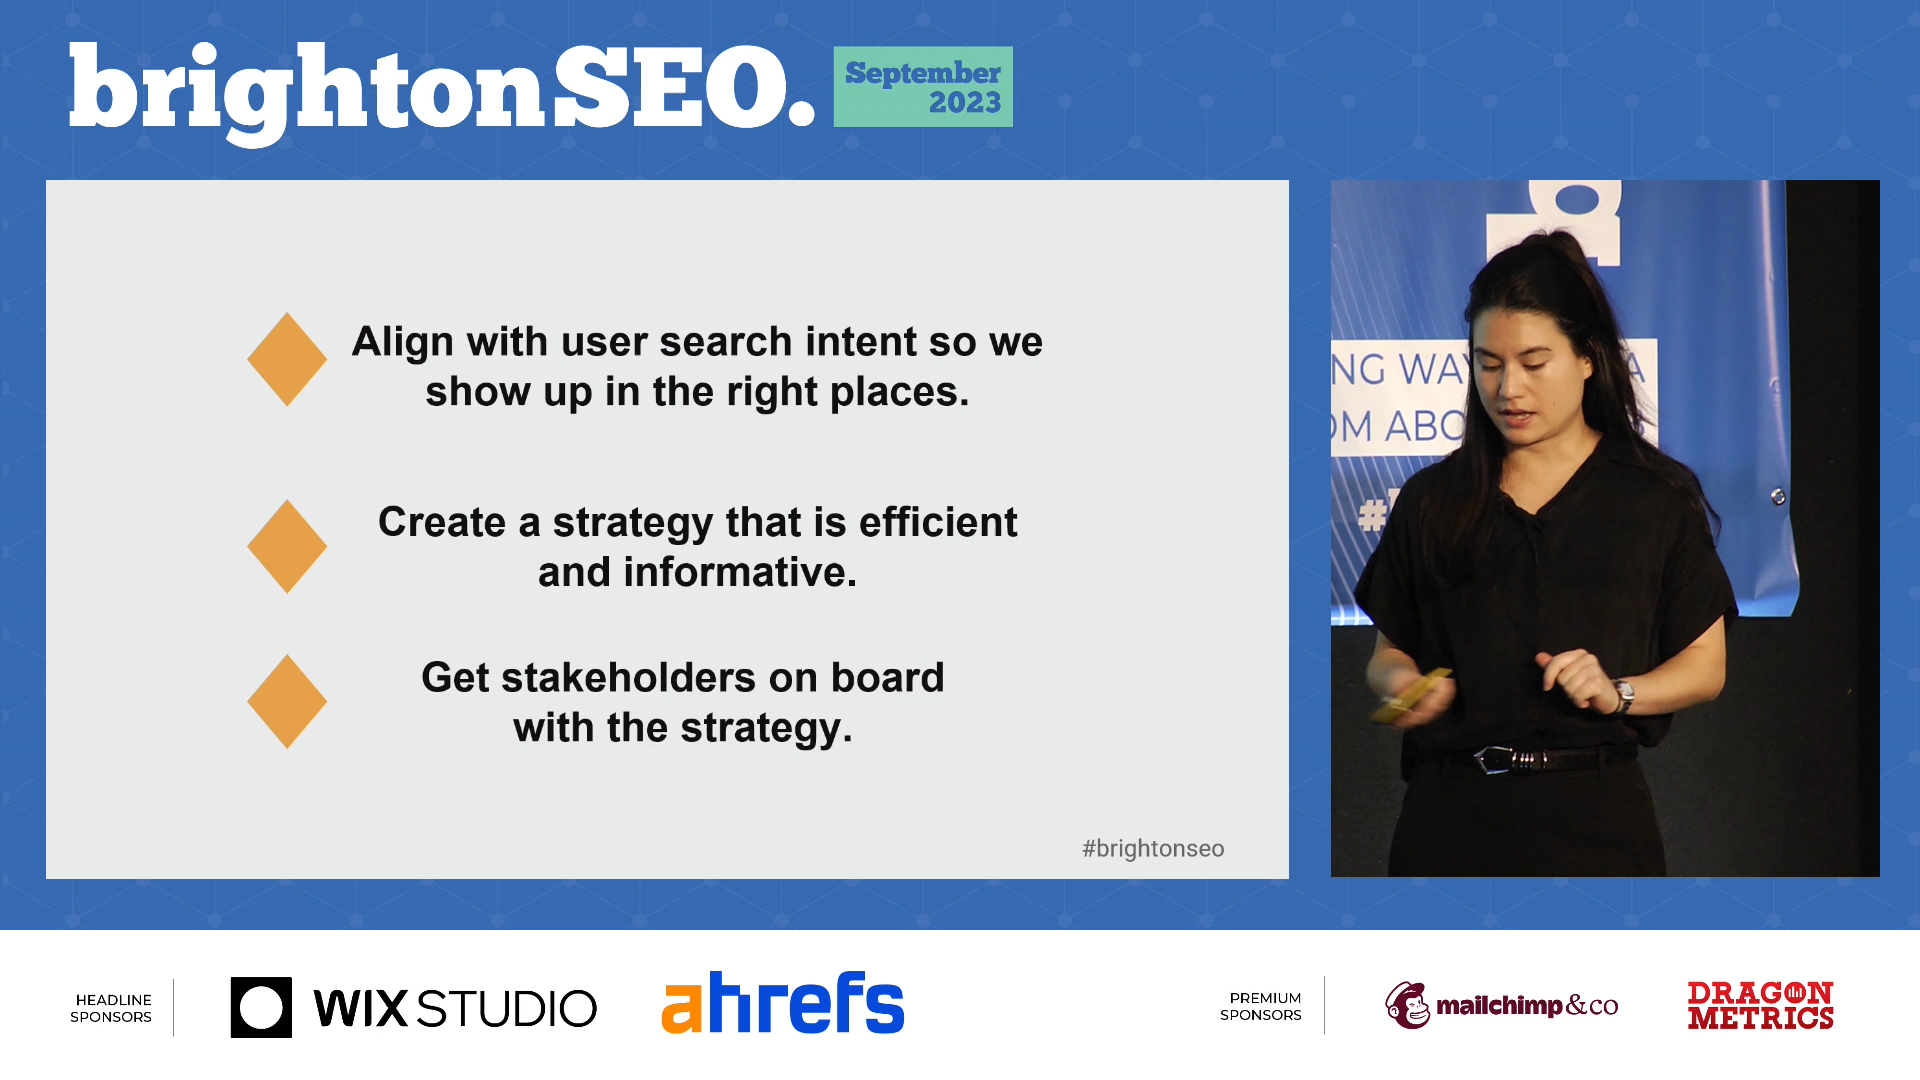 brightonSEO.
September
2023
Align with user search intent so we
show up in the right places.
Create a strategy that is efficient
and informative.
Get stakeholders on board
with the strategy.
#brightonseo
NG WAY
HEADLINE
SPONSORS
WIX STUDIO
ahrefs
PREMIUM
SPONSORS
mailchimp & co
DRAGON
METRICS